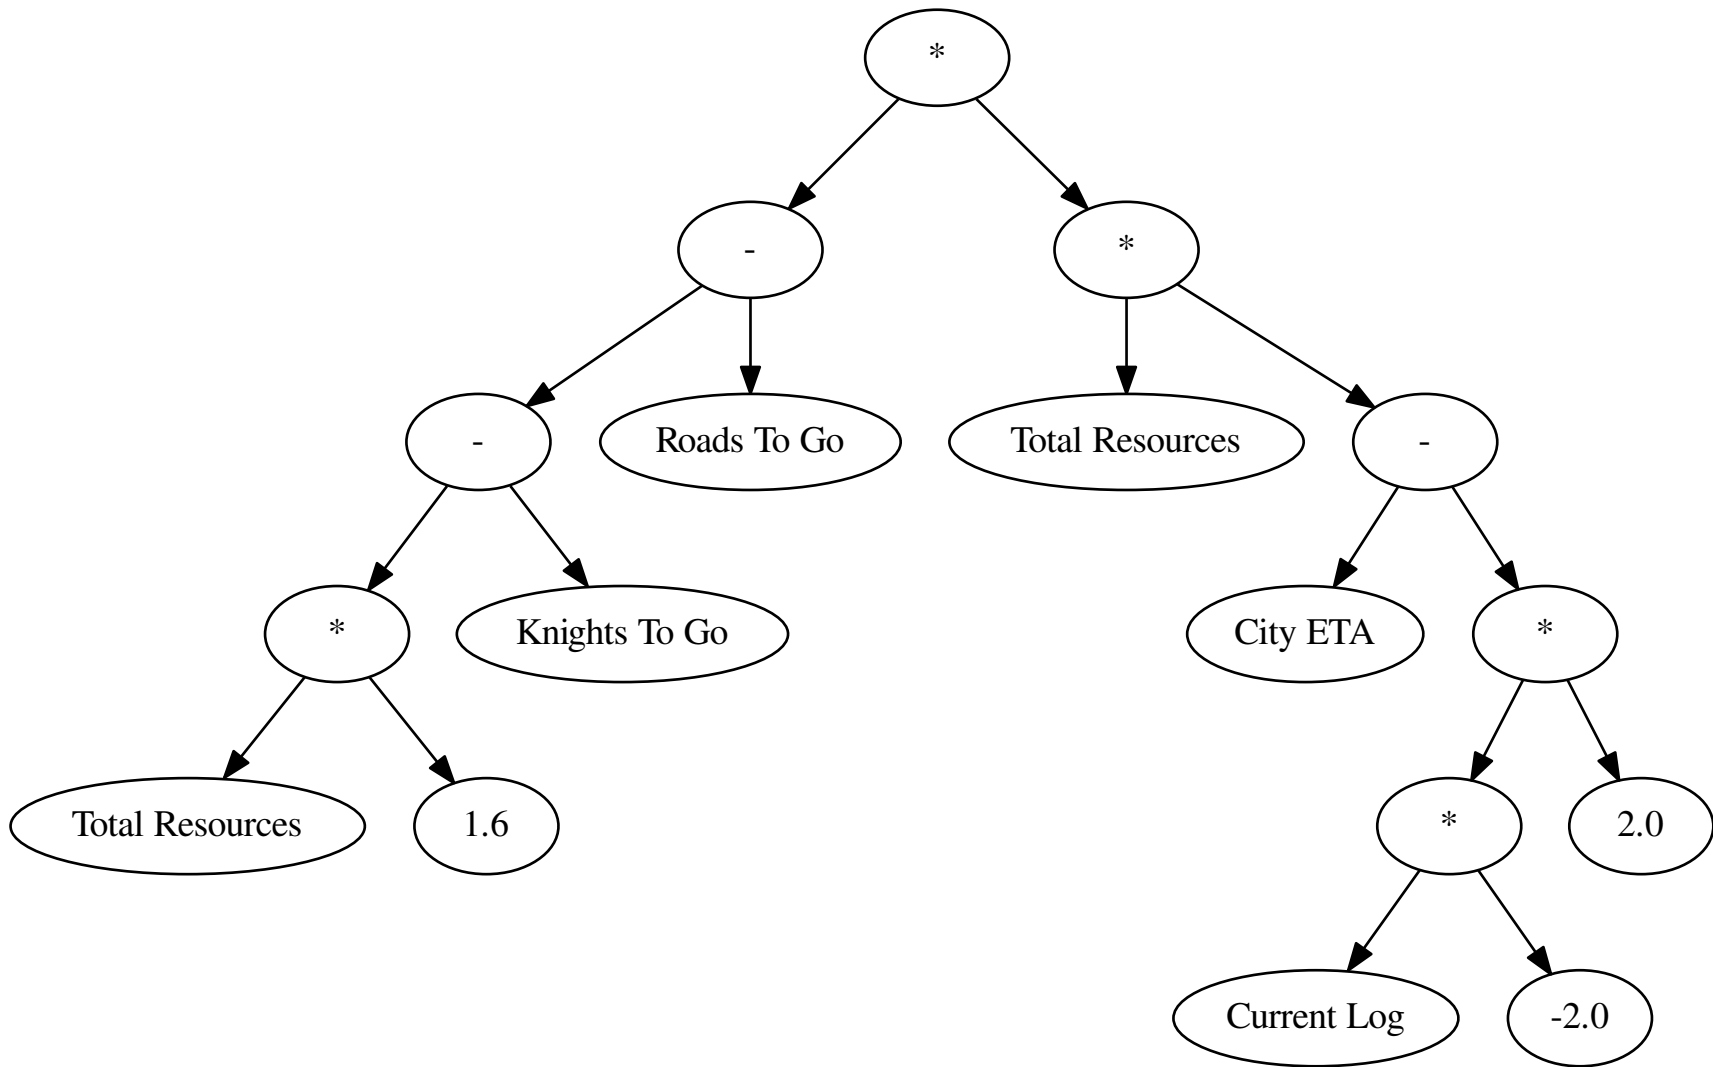 *
-
*
-
Roads To Go
Total Resources
-
*
Knights To Go
City ETA
*
Total Resources
1.6
*
2.0
Current Log
-2.0